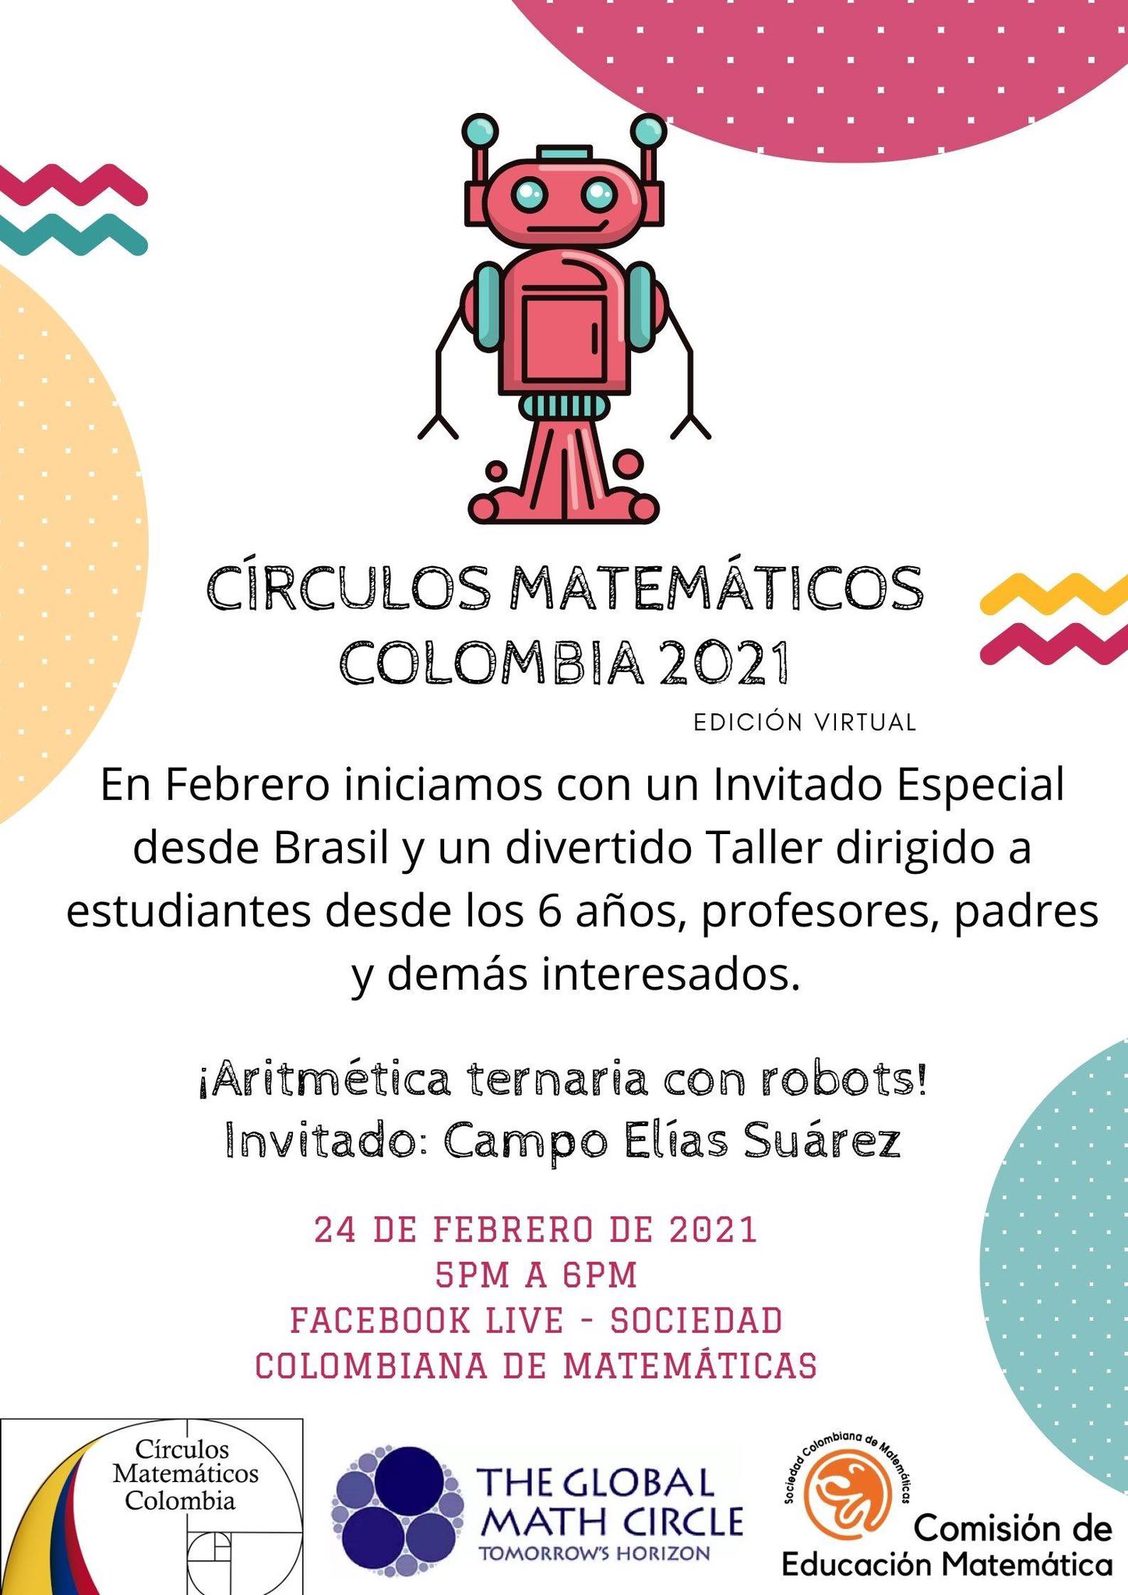 CÍRCULOS MATEMÁTICOS
COLOMBIA 2021
EDICIÓN VIRTUAL
En Febrero iniciamos con un Invitado Especial
desde Brasil y un divertido Taller dirigido a
estudiantes desde los 6 años, profesores, padres
y demás interesados.
¡Aritmética ternaria con robots!
Invitado: Campo Elías Suárez
24 DE FEBRERO DE 2021
5PM A 6PM
FACEBOOK LIVE - SOCIEDAD
COLOMBIANA DE MATEMÁTICAS
Círculos
Matemáticos
Colombia
THE GLOBAL
MATH CIRCLE
TOMORROW'S HORIZON
Sociedad Colombiana de Matemáticas
Comisión de
Educación Matemática